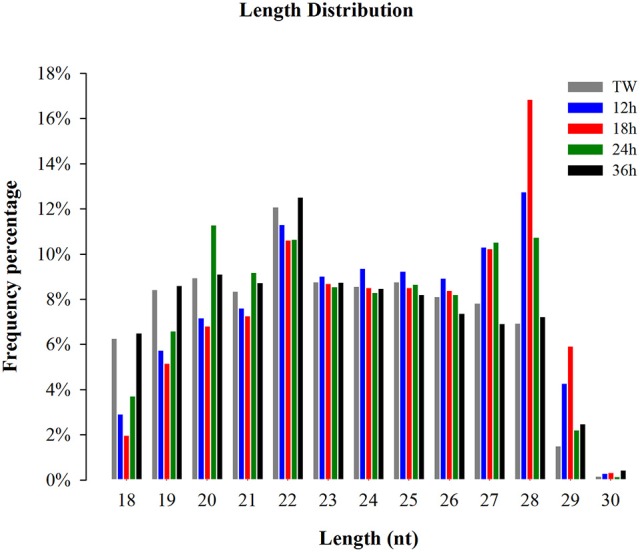 Length Distribution
18%
16%
14%
12%
10%
8%
6%
4%
2%
0%
Frequency percentage
TW
12h
18h
24h
36h
18 19 20 21 22 23 24 25 26 27 28 29 30
Length (nt)